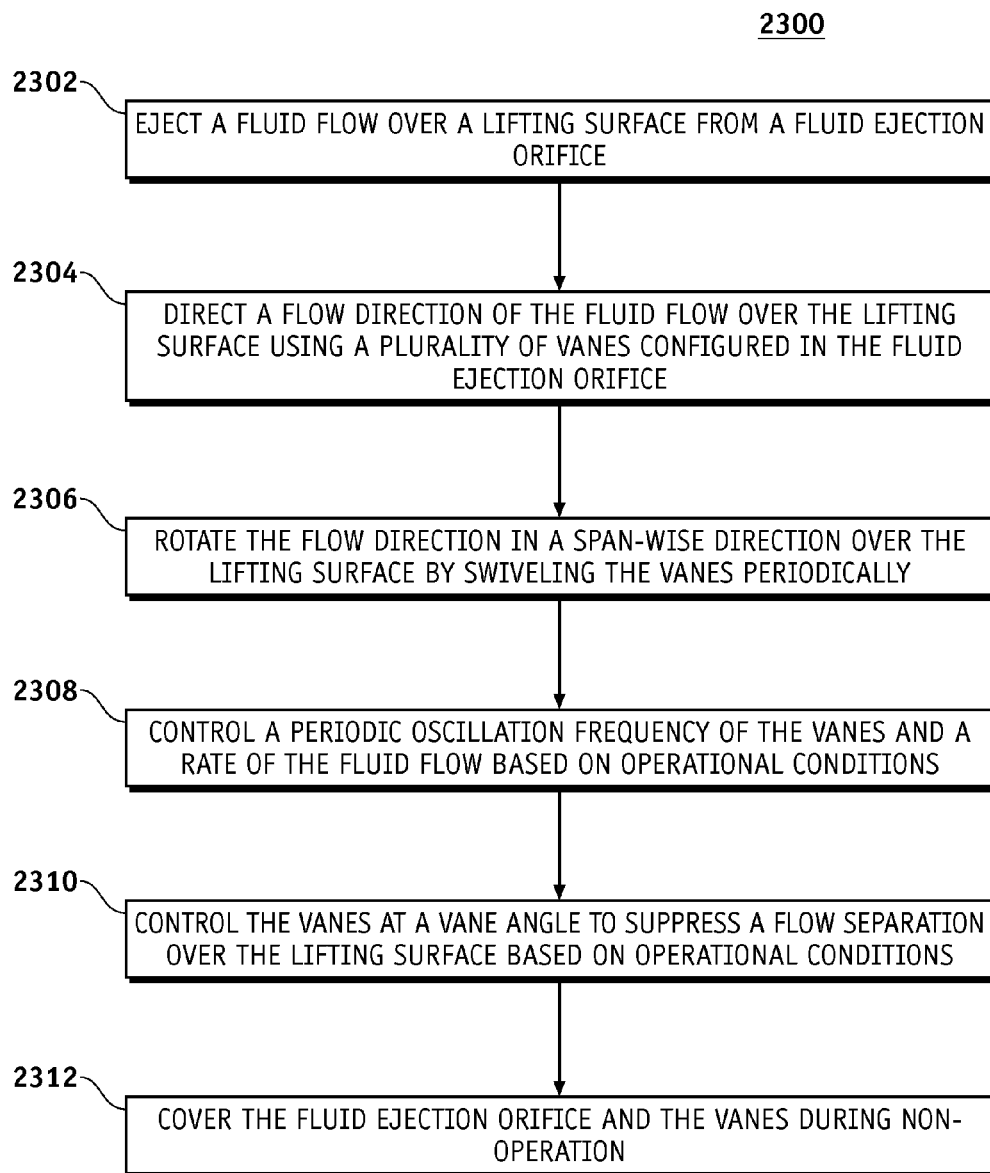 2300
2302
EJECT A FLUID FLOW OVER A LIFTING SURFACE FROM A FLUID EJECTION
ORIFICE
2304
DIRECT A FLOW DIRECTION OF THE FLUID FLOW OVER THE LIFTING
SURFACE USING A PLURALITY OF VANES CONFIGURED IN THE FLUID
EJECTION ORIFICE
2306
ROTATE THE FLOW DIRECTION IN A SPAN-WISE DIRECTION OVER THE
LIFTING SURFACE BY SWIVELING THE VANES PERIODICALLY
2308
CONTROL A PERIODIC OSCILLATION FREQUENCY OF THE VANES AND A
RATE OF THE FLUID FLOW BASED ON OPERATIONAL CONDITIONS
2310
CONTROL THE VANES AT A VANE ANGLE TO SUPPRESS A FLOW SEPARATION
OVER THE LIFTING SURFACE BASED ON OPERATIONAL CONDITIONS
2312
COVER THE FLUID EJECTION ORIFICE AND THE VANES DURING NON-
OPERATION